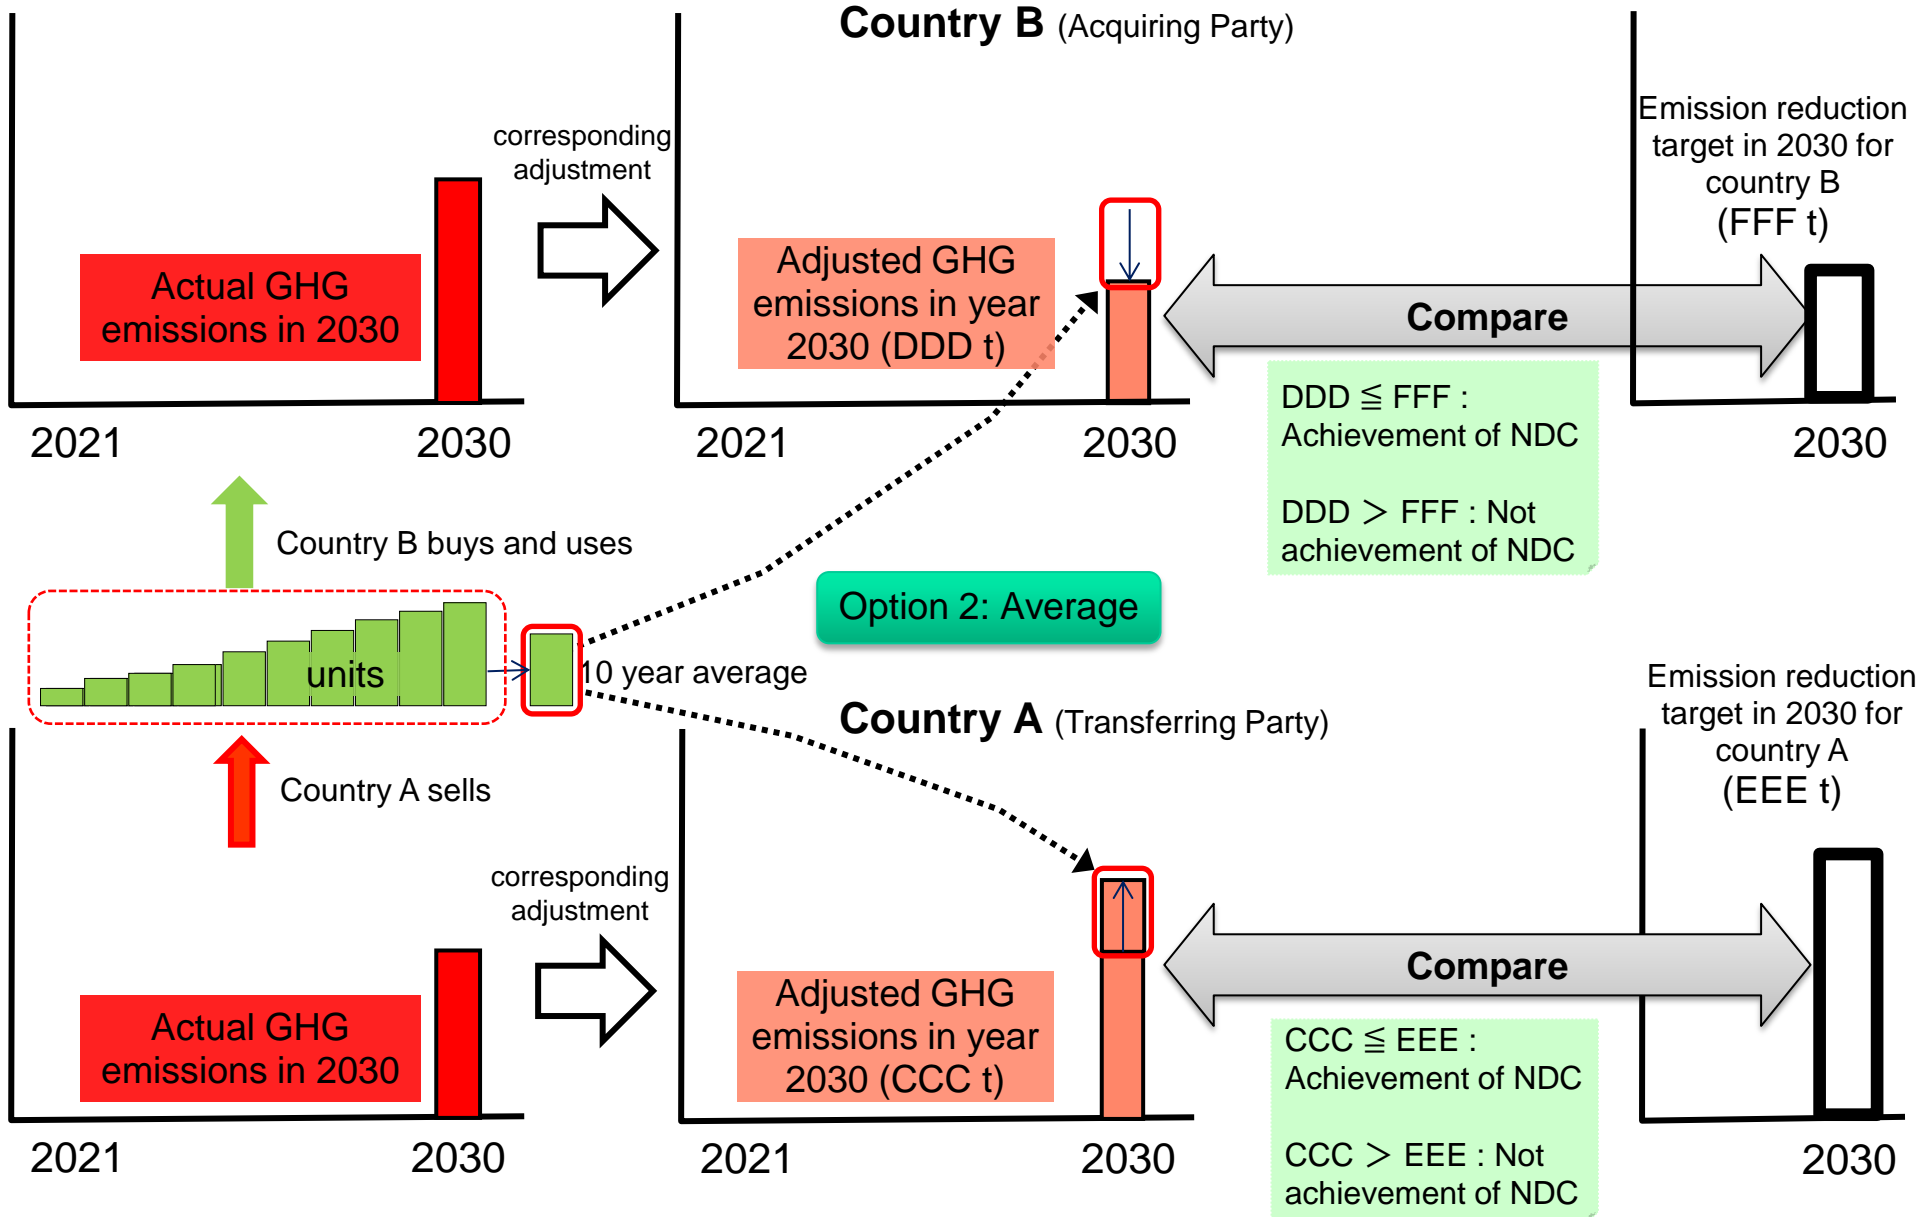 Country B (Acquiring Party)
corresponding
adjustment
Emission reduction
target in 2030 for
country B
(FFF t)
Actual GHG
emissions in 2030
Adjusted GHG
emissions in year
2030 (DDD t)
Compare
DDD ≦ FFF :
Achievement of NDC
DDD ＞ FFF : Not
achievement of NDC
2021
2030
2021
2030
2030
Country B buys and uses
Option 2: Average
units
10 year average
Country A (Transferring Party)
Country A sells
Emission reduction
target in 2030 for
country A
(EEE t)
corresponding
adjustment
Actual GHG
emissions in 2030
Adjusted GHG
emissions in year
2030 (CCC t)
Compare
CCC ≦ EEE :
Achievement of NDC
CCC ＞ EEE : Not
achievement of NDC
2021
2030
2021
2030
2030